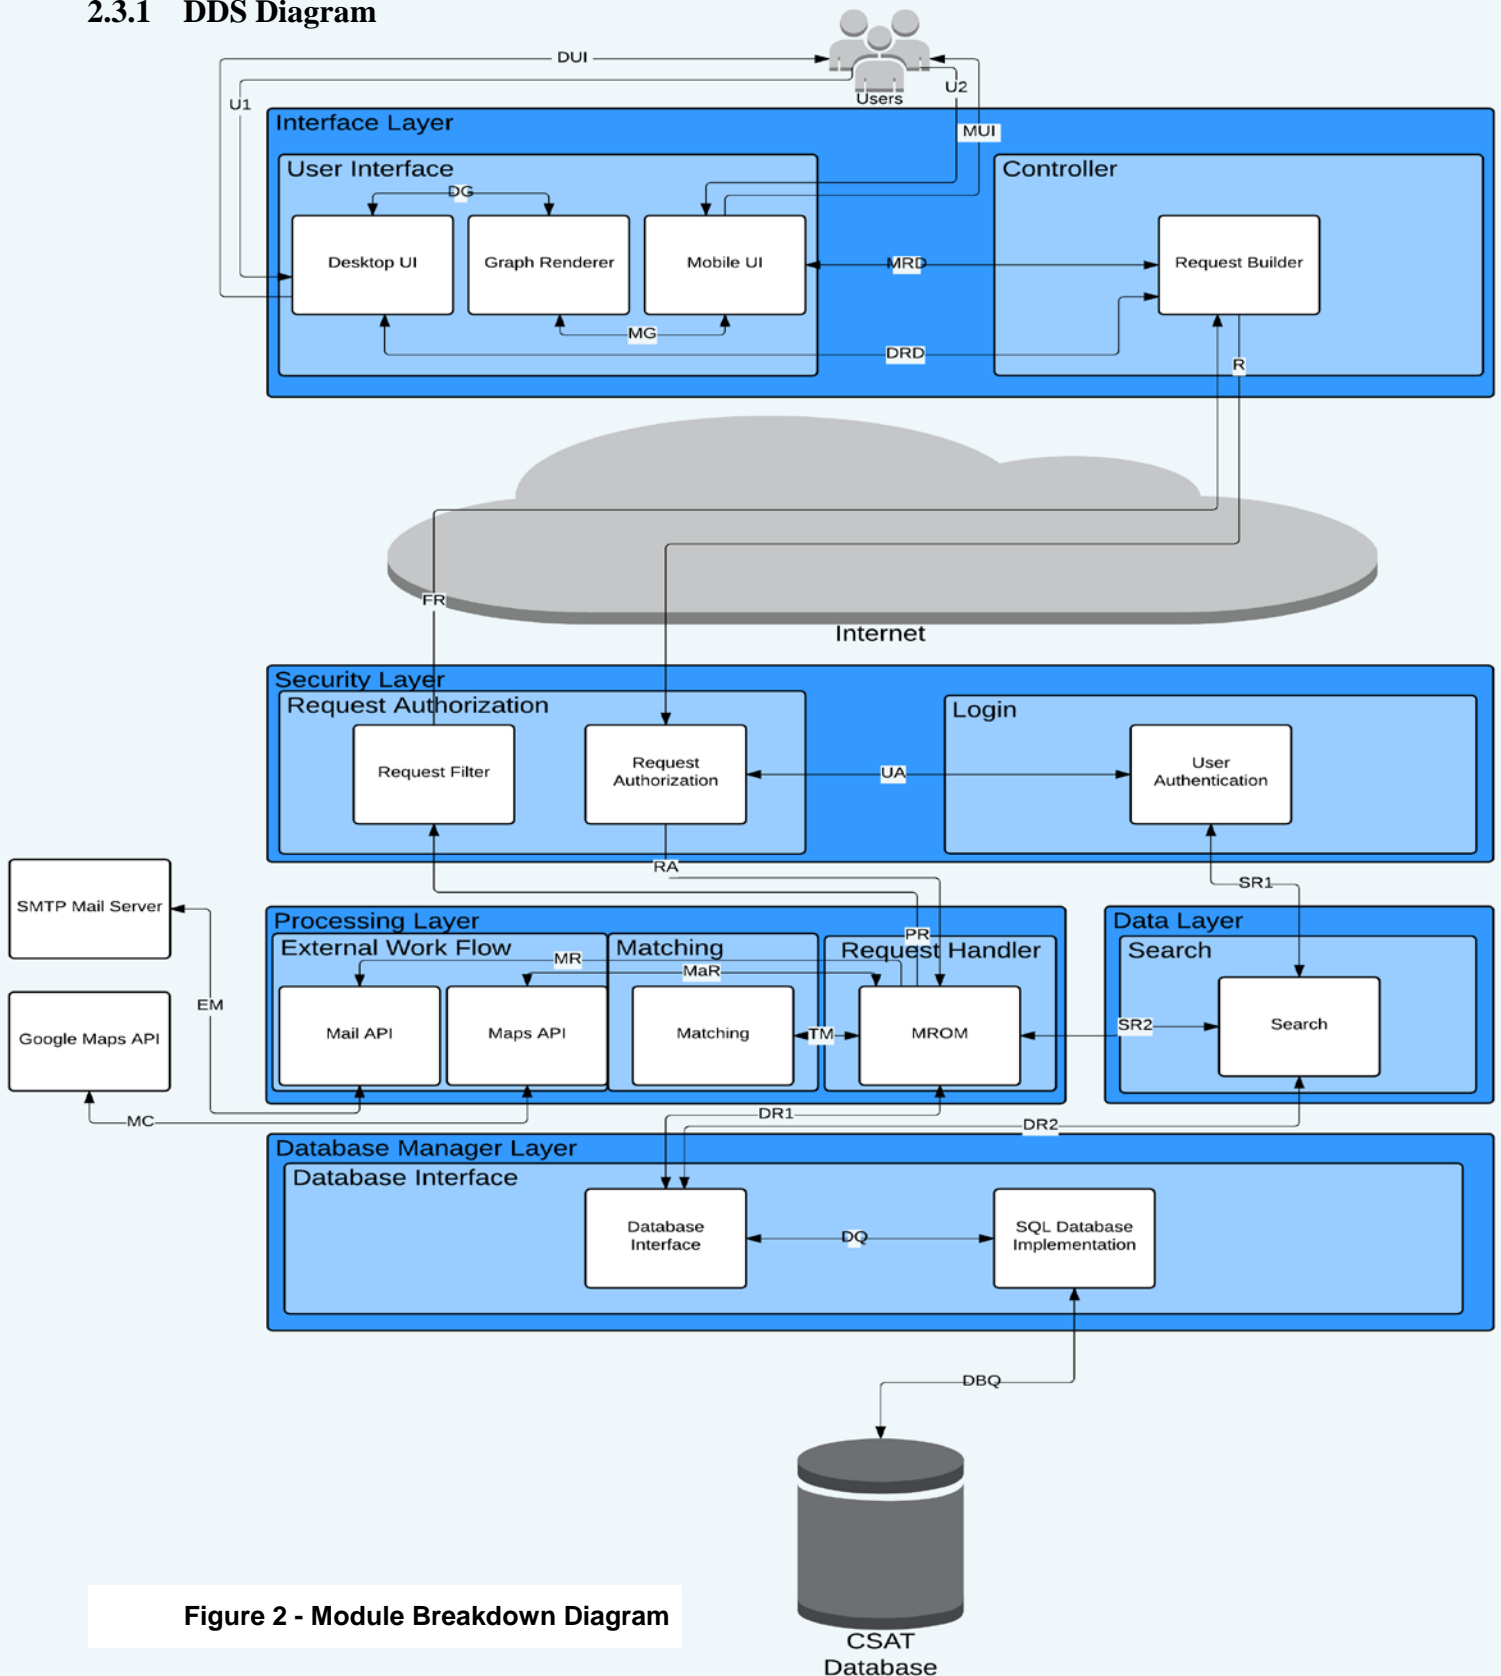 2.3.1 DDS Diagram
DUI
U1
U2
Users
MUI
Interface Layer
User Interface
Controller
DG
Desktop UI
Graph Renderer
Mobile UI
MRD
Request Builder
MG
DRD
R
FR
Internet
Security Layer
Request Authorization
Login
Request Filter
Request
Authorization
UA
User
Authentication
RA
SR1
SMTP Mail Server
Processing Layer
Data Layer
External Work Flow
Matching
PR
Request Handler
Search
MR
MaR
EM
Google Maps API
Mail API
Maps API
Matching
TM
MROM
SR2
Search
MC
DR1
DR2
Database Manager Layer
Database Interface
Database
Interface
DQ
SQL Database
Implementation
DBQ
Figure 2 - Module Breakdown Diagram
CSAT
Database